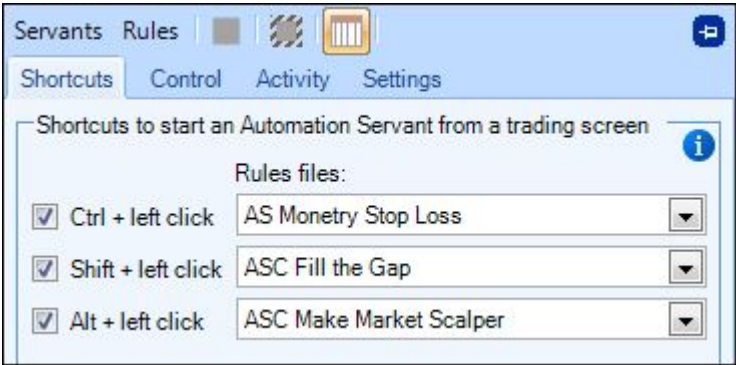 Servants Rules
Shortcuts Control Activity Settings
Shortcuts to start an Automation Servant from a trading screen
Rules files:
Ctrl + left click AS Monetry Stop Loss
Shift + left click ASC Fill the Gap
Alt + left click ASC Make Market Scalper